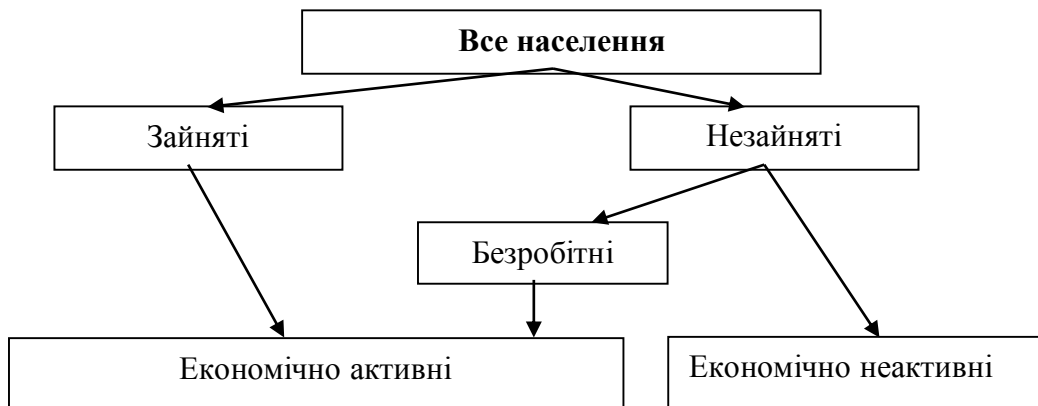 Все населення
Зайняті
Незайняті
Безробітні
Економічно активні
Економічно неактивні